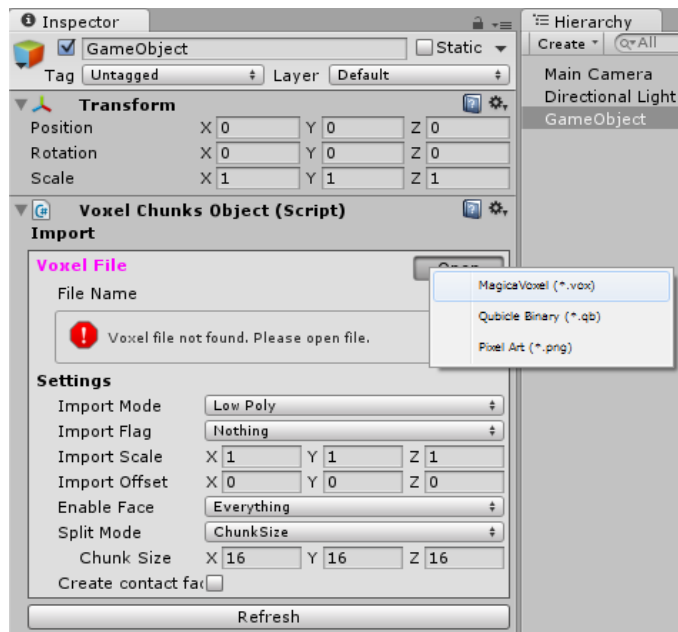 Inspector
Hierarchy
GameObject Static
Create All
Tag Untagged Layer Default
Main Camera
Directional Light
GameObject
Transform
Position X 0 Y 0 Z 0
Rotation X 0 Y 0 Z 0
Scale X 1 Y 1 Z 1
Voxel Chunks Object (Script)
Import
Voxel File Open
MagicaVoxel (*.vox)
Qubicle Binary (*.qb)
Pixel Art (*.png)
File Name
Voxel file not found. Please open file.
Settings
Import Mode Low Poly
Import Flag Nothing
Import Scale X 1 Y 1 Z 1
Import Offset X 0 Y 0 Z 0
Enable Face Everything
Split Mode ChunkSize
Chunk Size X 16 Y 16 Z 16
Create contact fa
Refresh